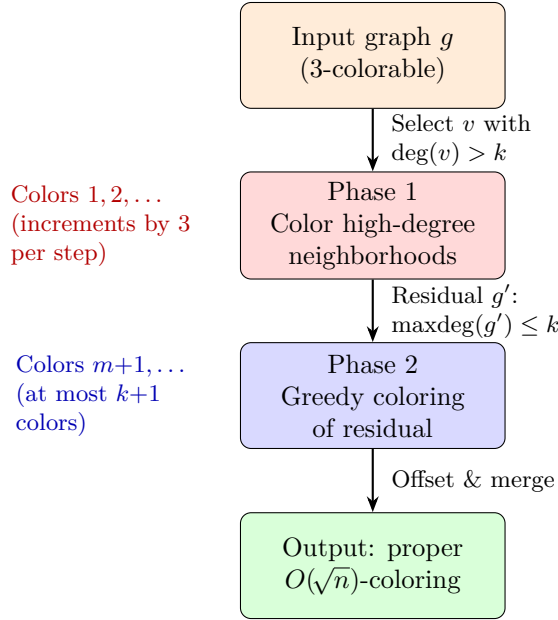 Input graph g
(3-colorable)
Select v with
deg(v) > k
Colors 1, 2, …
(increments by 3
per step)
Phase 1
Color high-degree
neighborhoods
Residual g′:
maxdeg(g′) ≤ k
Colors m+1, …
(at most k+1
colors)
Phase 2
Greedy coloring
of residual
Offset & merge
Output: proper
O(√n)-coloring